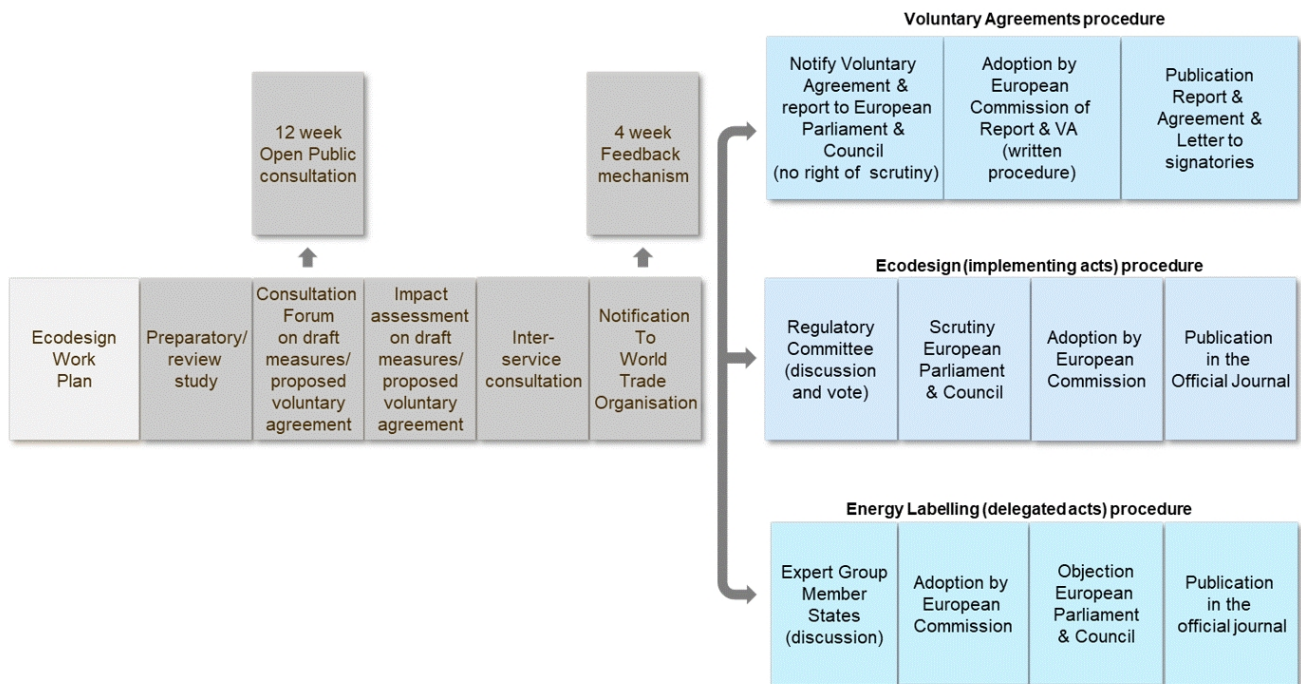 Voluntary Agreements procedure
Notify Voluntary
Agreement &
report to European
Parliament &
Council
(no right of scrutiny)
Adoption by
European
Commission of
Report & VA
(written
procedure)
Publication
Report &
Agreement &
Letter to
signatories
12 week
Open Public
consultation
4 week
Feedback
mechanism
Ecodesign
Work
Plan
Preparatory/
review
study
Consultation
Forum
on draft
measures/
proposed
voluntary
agreement
Impact
assessment
on draft
measures/
proposed
voluntary
agreement
Inter-
service
consultation
Notification
To
World
Trade
Organisation
Ecodesign (implementing acts) procedure
Regulatory
Committee
(discussion
and vote)
Scrutiny
European
Parliament
& Council
Adoption by
European
Commission
Publication
in the
Official Journal
Energy Labelling (delegated acts) procedure
Expert Group
Member
States
(discussion)
Adoption by
European
Commission
Objection
European
Parliament
& Council
Publication
in the
official journal